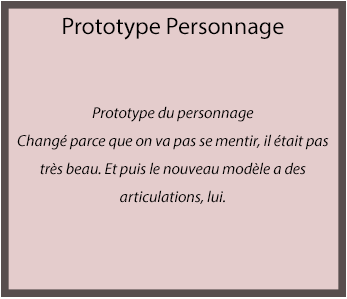 Prototype Personnage
Prototype du personnage
Changé parce que on va pas se mentir, il était pas
très beau. Et puis le nouveau modèle a des
articulations, lui.